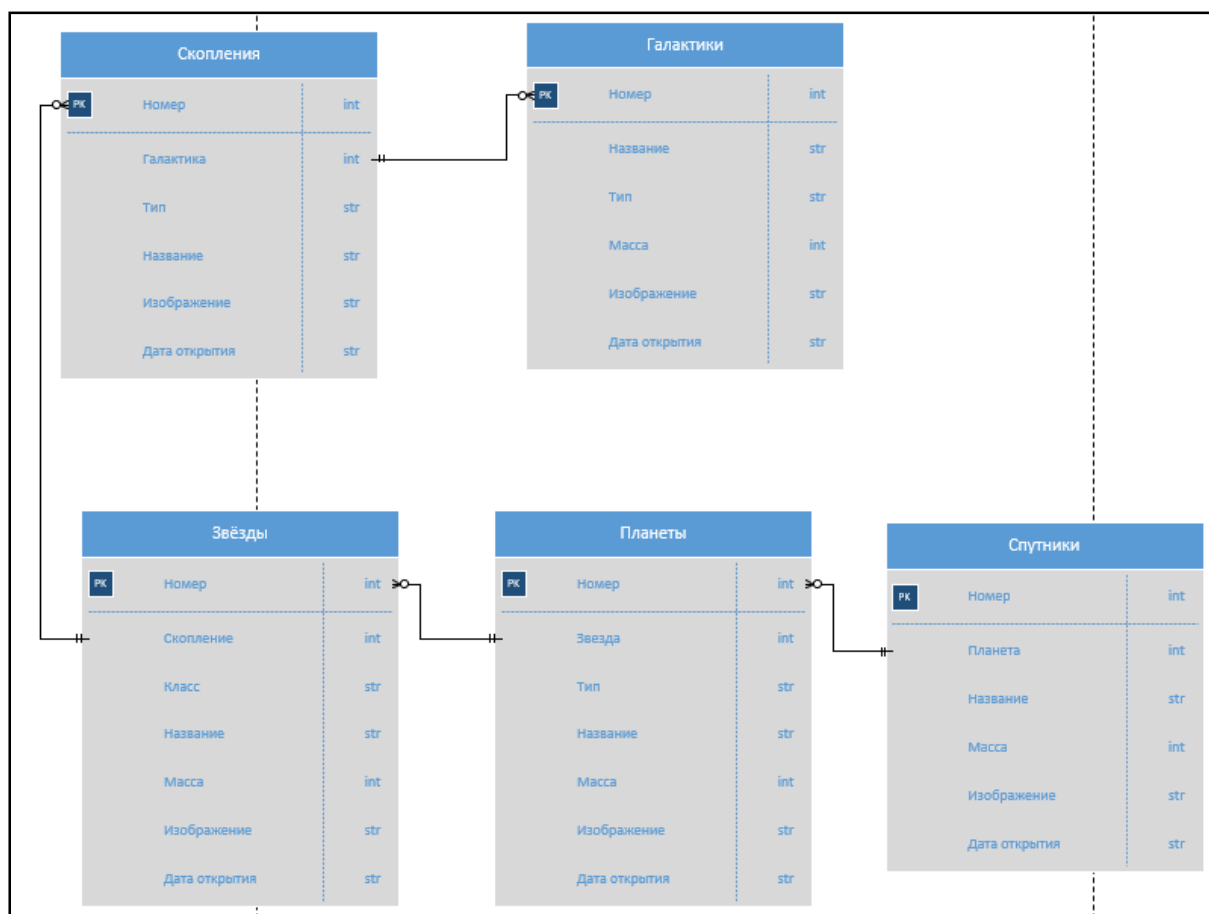 Скопления
PK Номер int
Галактика int
Тип str
Название str
Изображение str
Дата открытия str
Галактики
PK Номер int
Название str
Тип str
Масса int
Изображение str
Дата открытия str
Звёзды
PK Номер int
Скопление int
Класс str
Название str
Масса int
Изображение str
Дата открытия str
Планеты
PK Номер int
Звезда int
Тип str
Название str
Масса int
Изображение str
Дата открытия str
Спутники
PK Номер int
Планета int
Название str
Масса int
Изображение str
Дата открытия str